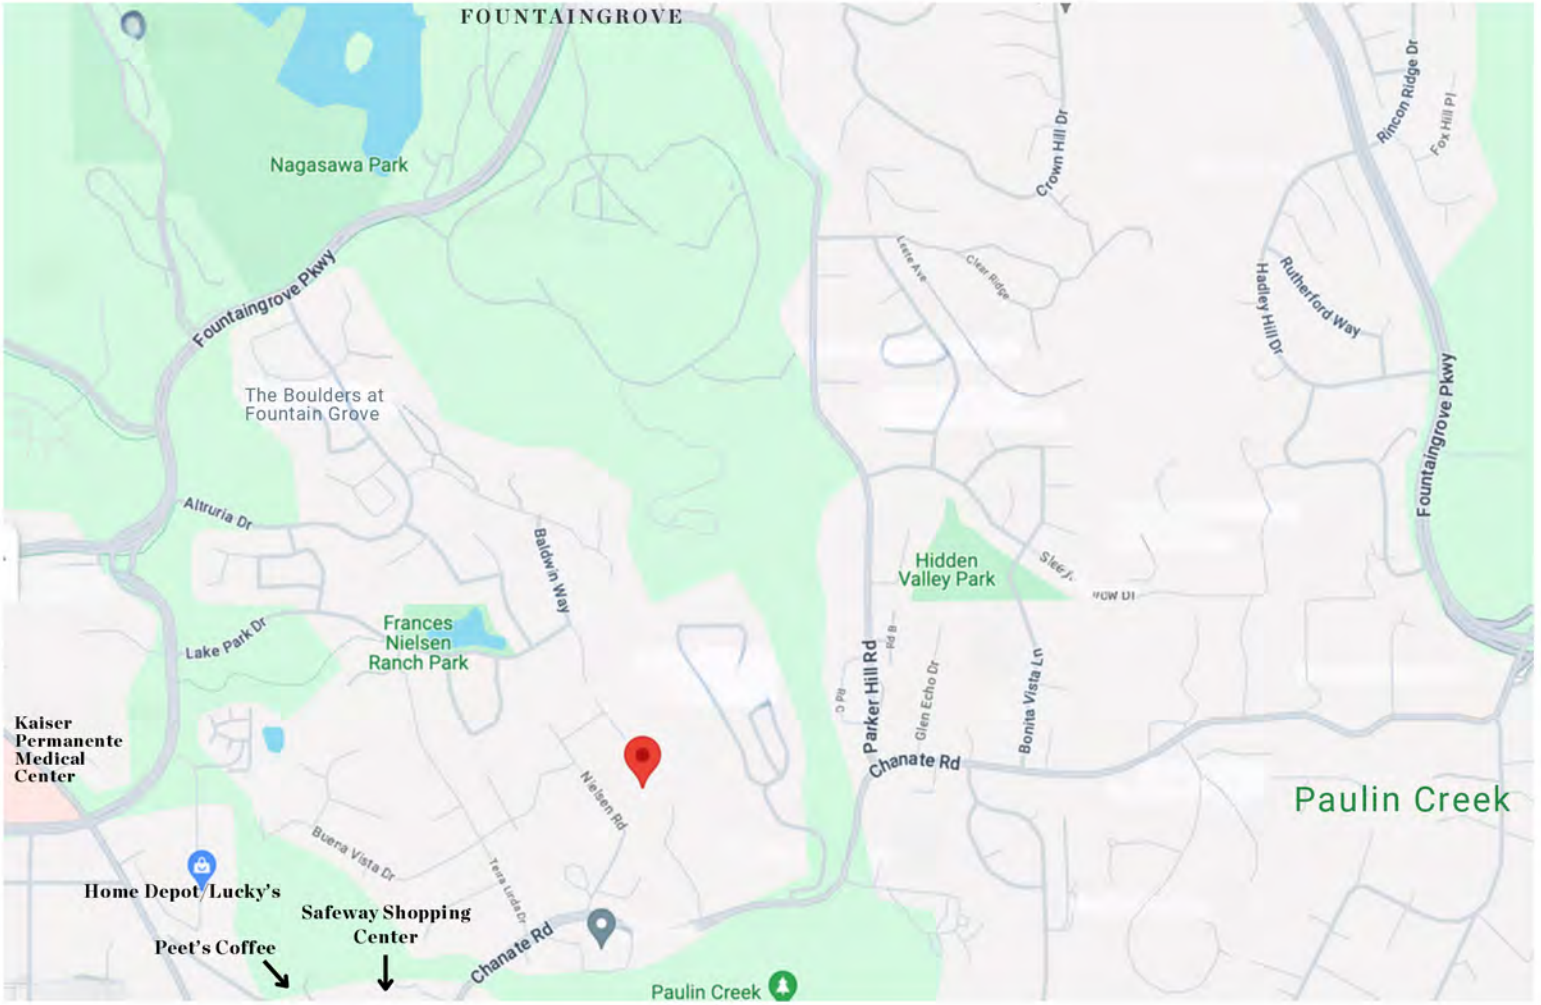 FOUNTAINGROVE
Nagasawa Park
Crown Hill Dr
Rincon Ridge Dr
Fox Hill Pl
Fountaingrove Pkwy
Leete Ave
Clear Ridge
Hadley Hill Dr
Rutherford Way
The Boulders at
Fountain Grove
Fountaingrove Pkwy
Altruria Dr
Baldwin Way
Hidden
Valley Park
Frances
Nielsen
Ranch Park
Lake Park Dr
Rd B
Rd C
Parker Hill Rd
Glen Echo Dr
Bonita Vista Ln
Kaiser
Permanente
Medical
Center
Chanate Rd
Nielsen Rd
Paulin Creek
Buena Vista Dr
Terra Linda Dr
Home Depot/Lucky's
Safeway Shopping
Center
Peet's Coffee
Chanate Rd
Paulin Creek